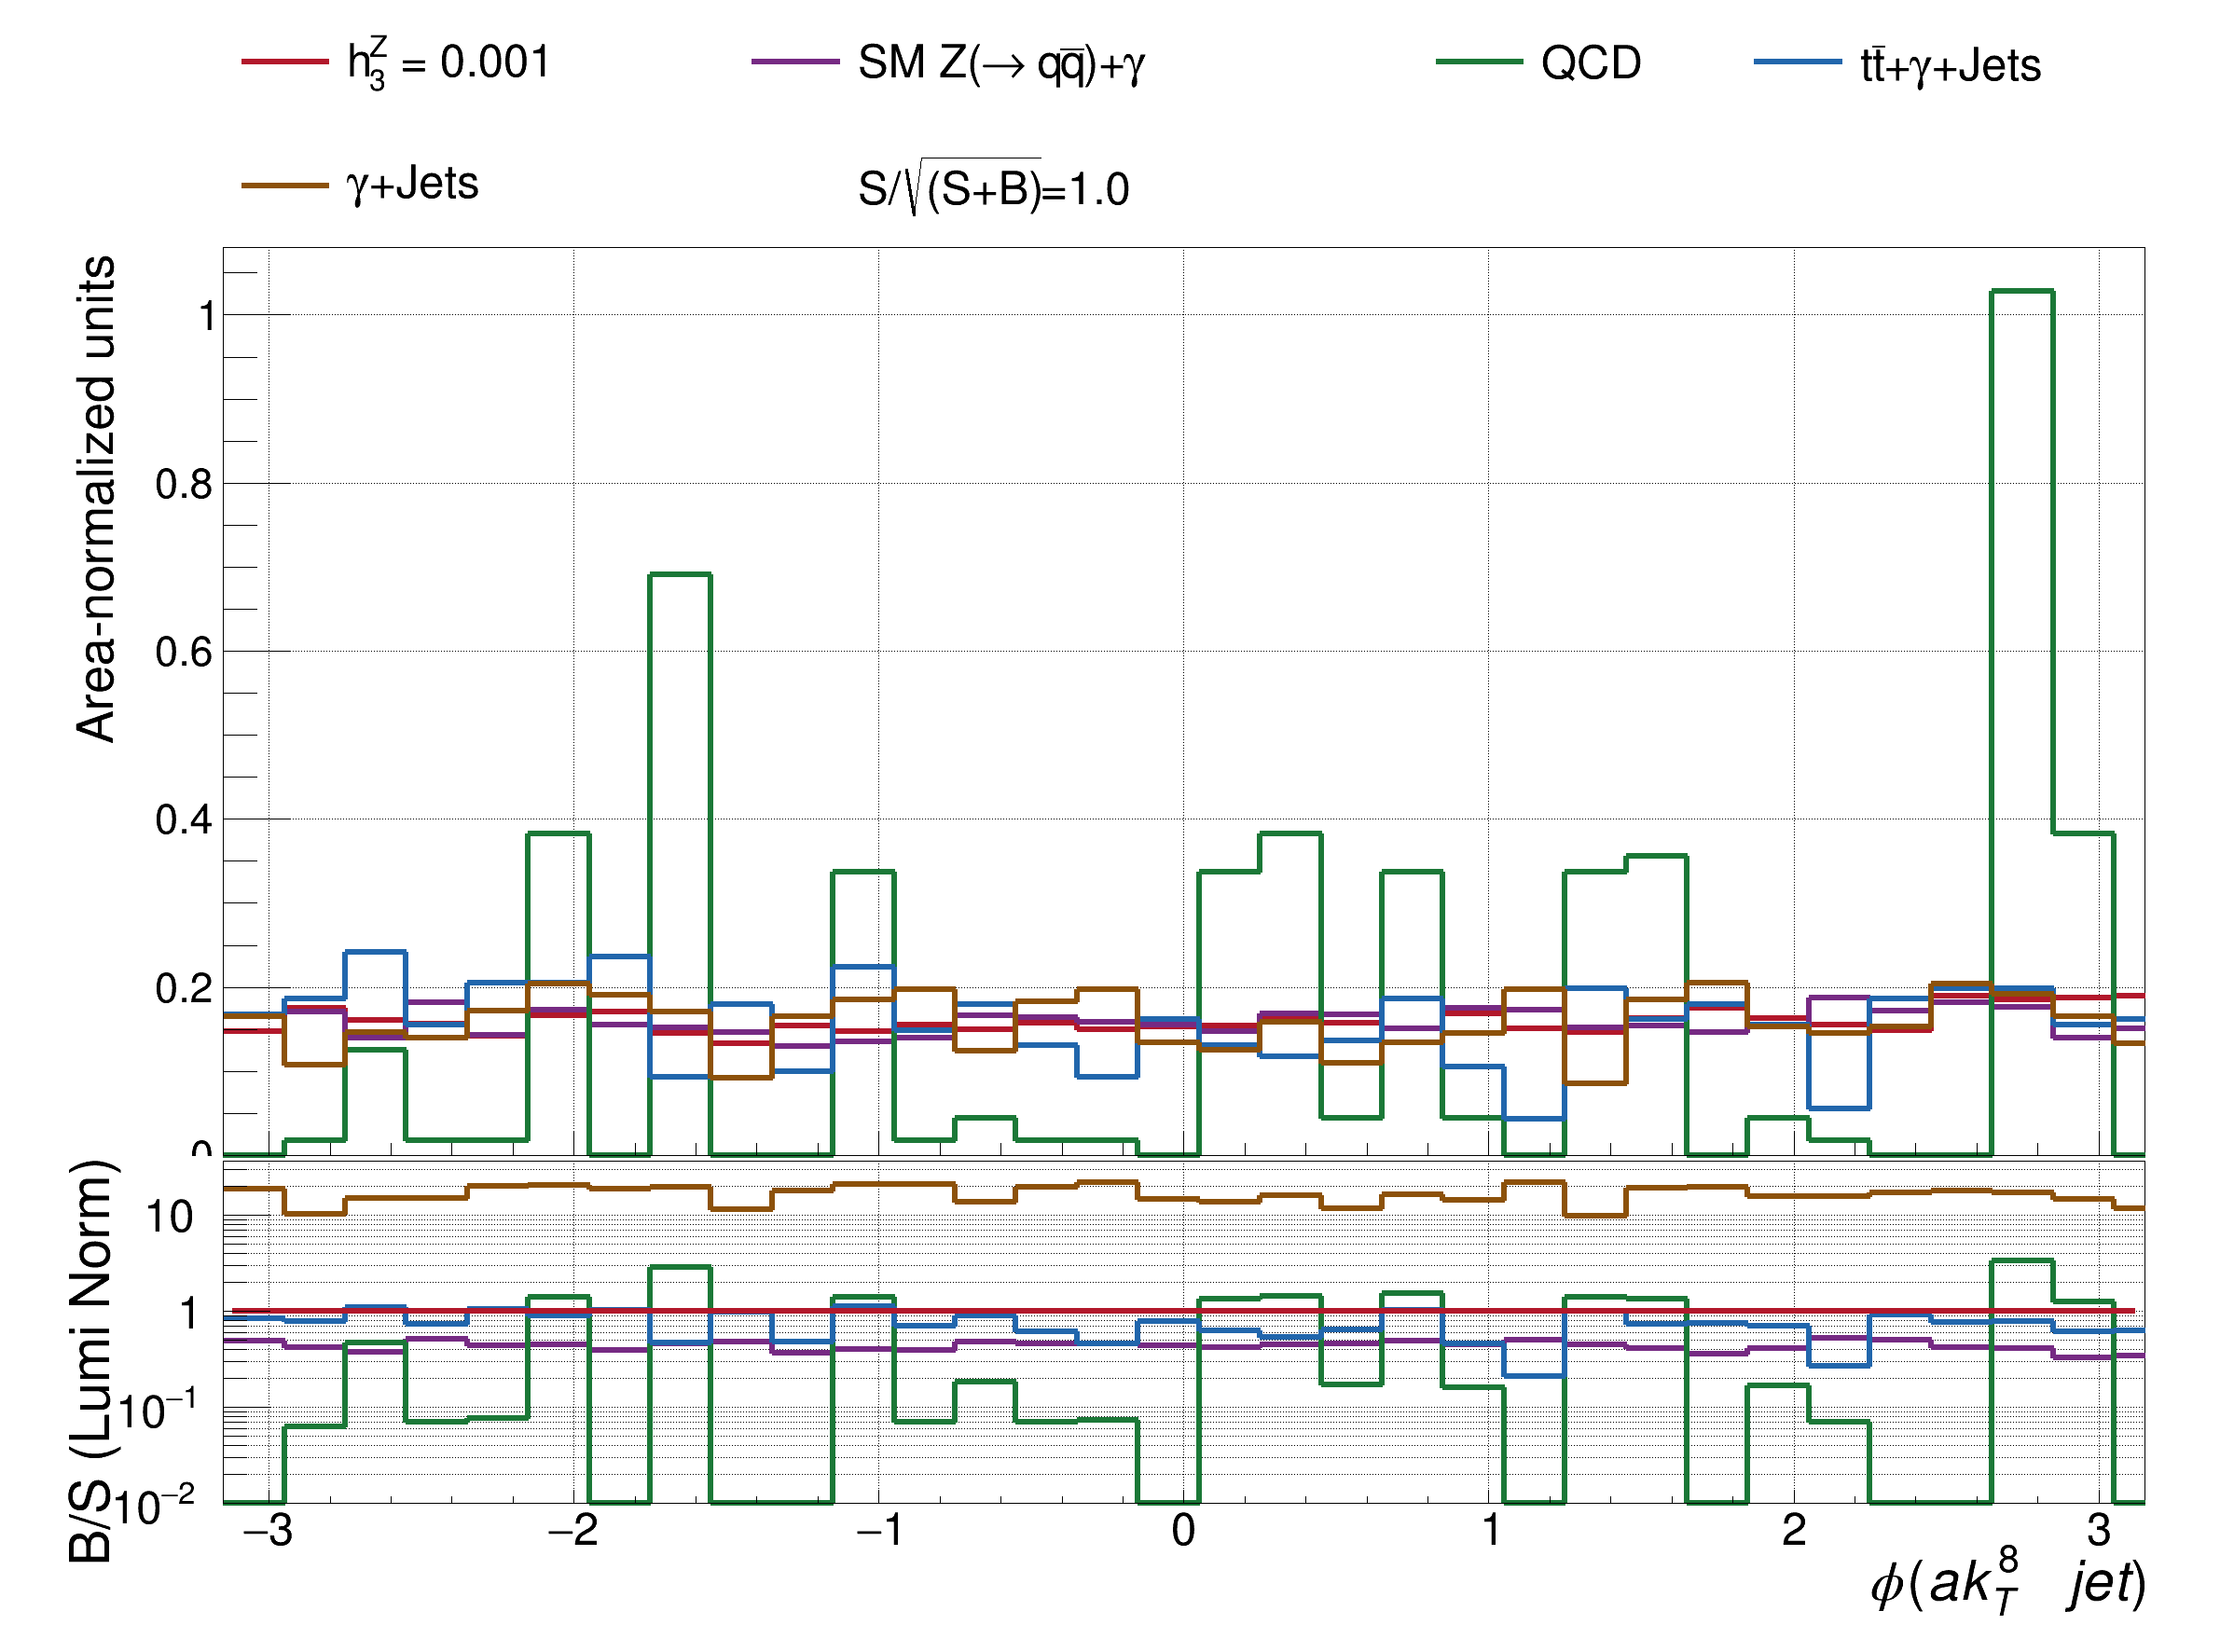 h₃ᶻ = 0.001
SM Z(→ qq̅)+γ
QCD
tt̄+γ+Jets
γ+Jets
S/√(S+B)=1.0
Area-normalized units
1
0.8
0.6
0.4
0.2
0
B/S (Lumi Norm)
10
1
10⁻¹
10⁻²
−3 −2 −1 0 1 2 3
ϕ(ak_T^8 jet)